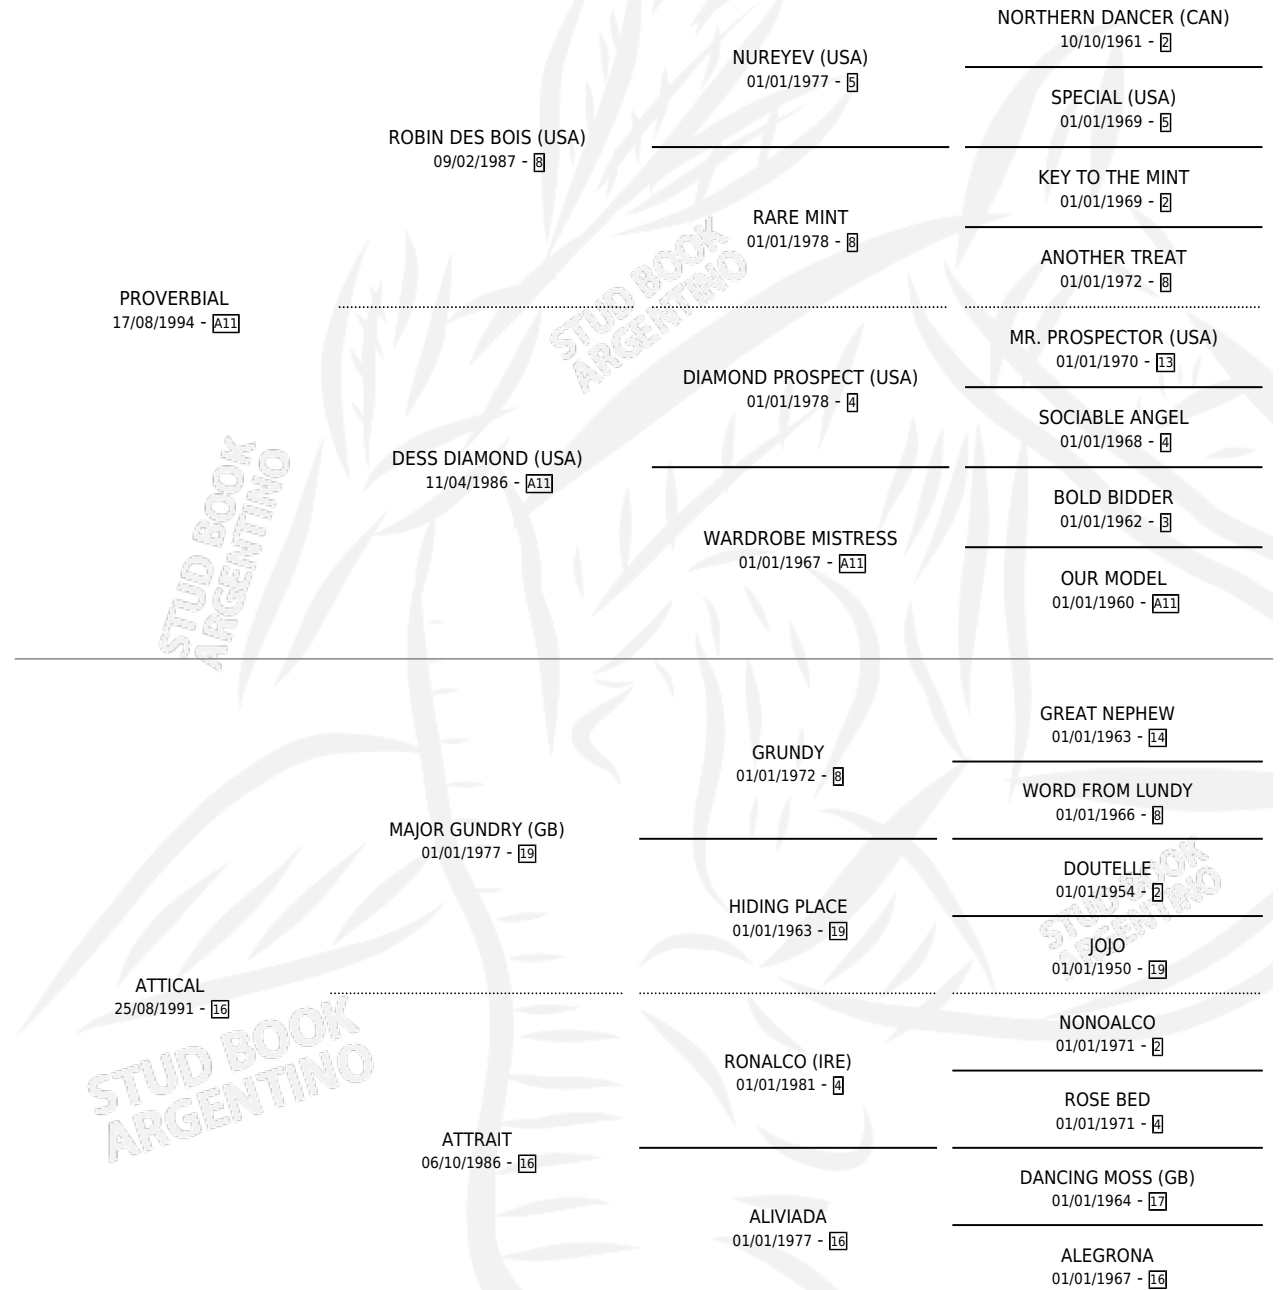 NORTHERN DANCER (CAN)
10/10/1961 - 2
NUREYEV (USA)
01/01/1977 - 5
SPECIAL (USA)
01/01/1969 - 5
ROBIN DES BOIS (USA)
09/02/1987 - 8
KEY TO THE MINT
01/01/1969 - 2
RARE MINT
01/01/1978 - 8
ANOTHER TREAT
01/01/1972 - 8
PROVERBIAL
17/08/1994 - A11
STUD BOOK
ARGENTINO
MR. PROSPECTOR (USA)
01/01/1970 - 13
DIAMOND PROSPECT (USA)
01/01/1978 - 4
SOCIABLE ANGEL
01/01/1968 - 4
DESS DIAMOND (USA)
11/04/1986 - A11
BOLD BIDDER
01/01/1962 - 3
WARDROBE MISTRESS
01/01/1967 - A11
OUR MODEL
01/01/1960 - A11
STUD BOOK
ARGENTINO
GREAT NEPHEW
01/01/1963 - 14
GRUNDY
01/01/1972 - 8
WORD FROM LUNDY
01/01/1966 - 8
MAJOR GUNDRY (GB)
01/01/1977 - 19
DOUTELLE
01/01/1954 - 2
HIDING PLACE
01/01/1963 - 19
JOJO
01/01/1950 - 19
STUD BOOK
ARGENTINO
ATTICAL
25/08/1991 - 16
NONOALCO
01/01/1971 - 2
RONALCO (IRE)
01/01/1981 - 4
ROSE BED
01/01/1971 - 4
STUD BOOK
ARGENTINO
ATTRAIT
06/10/1986 - 16
DANCING MOSS (GB)
01/01/1964 - 17
ALIVIADA
01/01/1977 - 16
ALEGRONA
01/01/1967 - 16